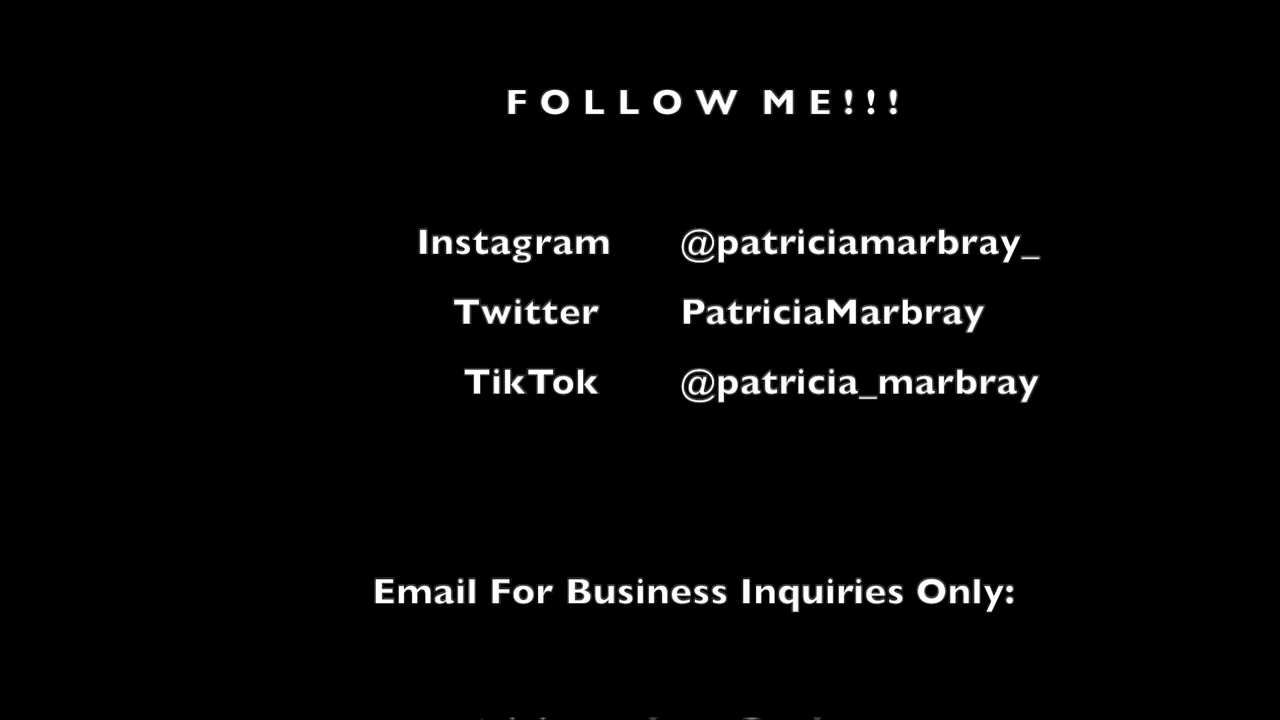 F O L L O W M E ! ! !
Instagram @patriciamarbray_
Twitter PatriciaMarbray
TikTok @patricia_marbray
Email For Business Inquiries Only: